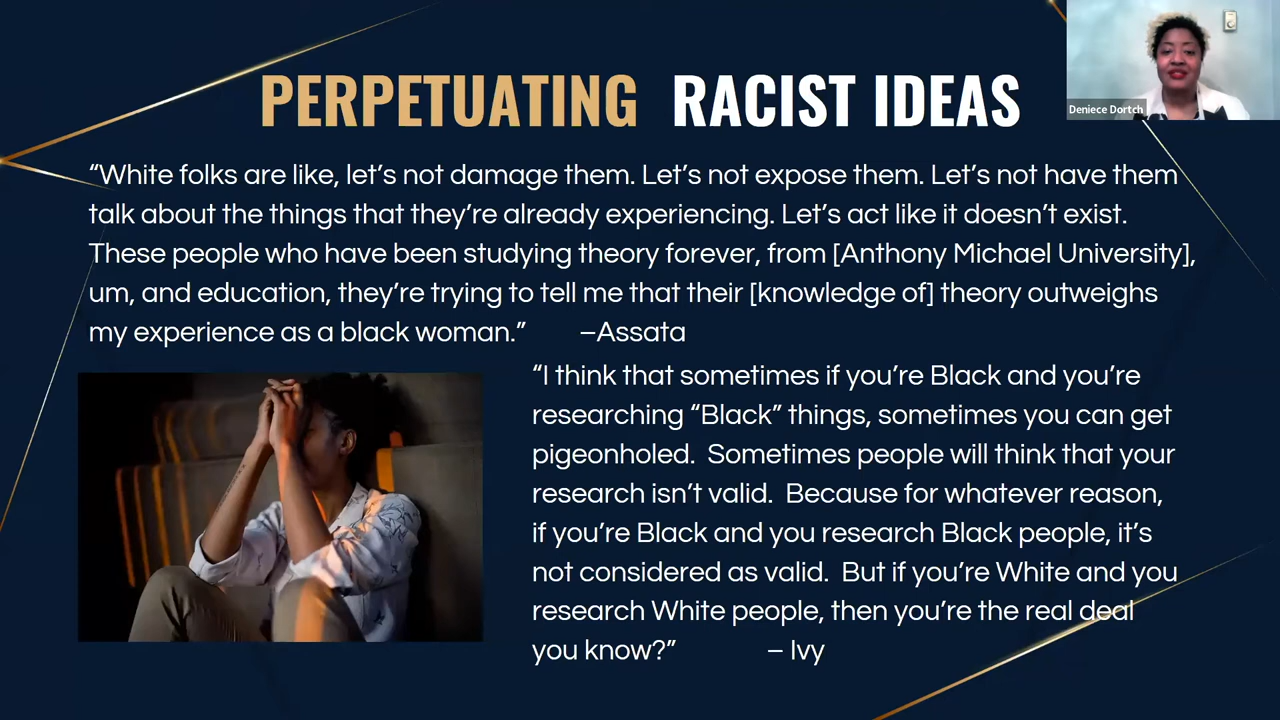 PERPETUATING RACIST IDEAS
Deniece Dortch
“White folks are like, let’s not damage them. Let’s not expose them. Let’s not have them
talk about the things that they’re already experiencing. Let’s act like it doesn’t exist.
These people who have been studying theory forever, from [Anthony Michael University],
um, and education, they’re trying to tell me that their [knowledge of] theory outweighs
my experience as a black woman.” –Assata
“I think that sometimes if you’re Black and you’re
researching “Black” things, sometimes you can get
pigeonholed. Sometimes people will think that your
research isn’t valid. Because for whatever reason,
if you’re Black and you research Black people, it’s
not considered as valid. But if you’re White and you
research White people, then you’re the real deal
you know?” – Ivy